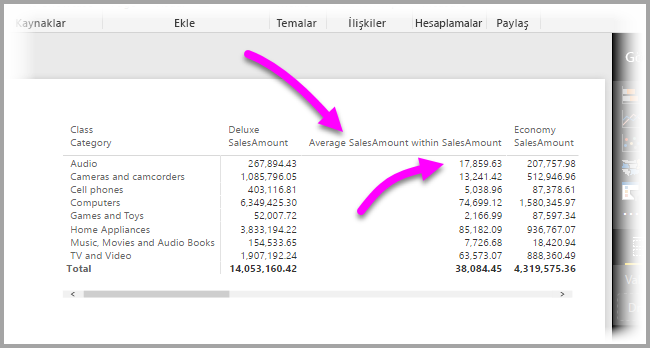 Kaynaklar Ekle Temalar İlişkiler Hesaplamalar Paylaş
Class Deluxe Economy
Category SalesAmount Average SalesAmount within SalesAmount SalesAmount
Audio 267,894.43 17,859.63 207,757.98
Cameras and camcorders 1,085,796.05 13,241.42 512,946.96
Cell phones 403,116.81 5,038.96 87,378.61
Computers 6,349,425.30 74,699.12 1,580,345.97
Games and Toys 52,007.72 2,166.99 87,597.34
Home Appliances 3,833,194.22 85,182.09 936,767.07
Music, Movies and Audio Books 154,533.65 7,726.68 18,420.94
TV and Video 1,907,192.24 63,573.07 888,360.49
Total 14,053,160.42 38,084.45 4,319,575.36